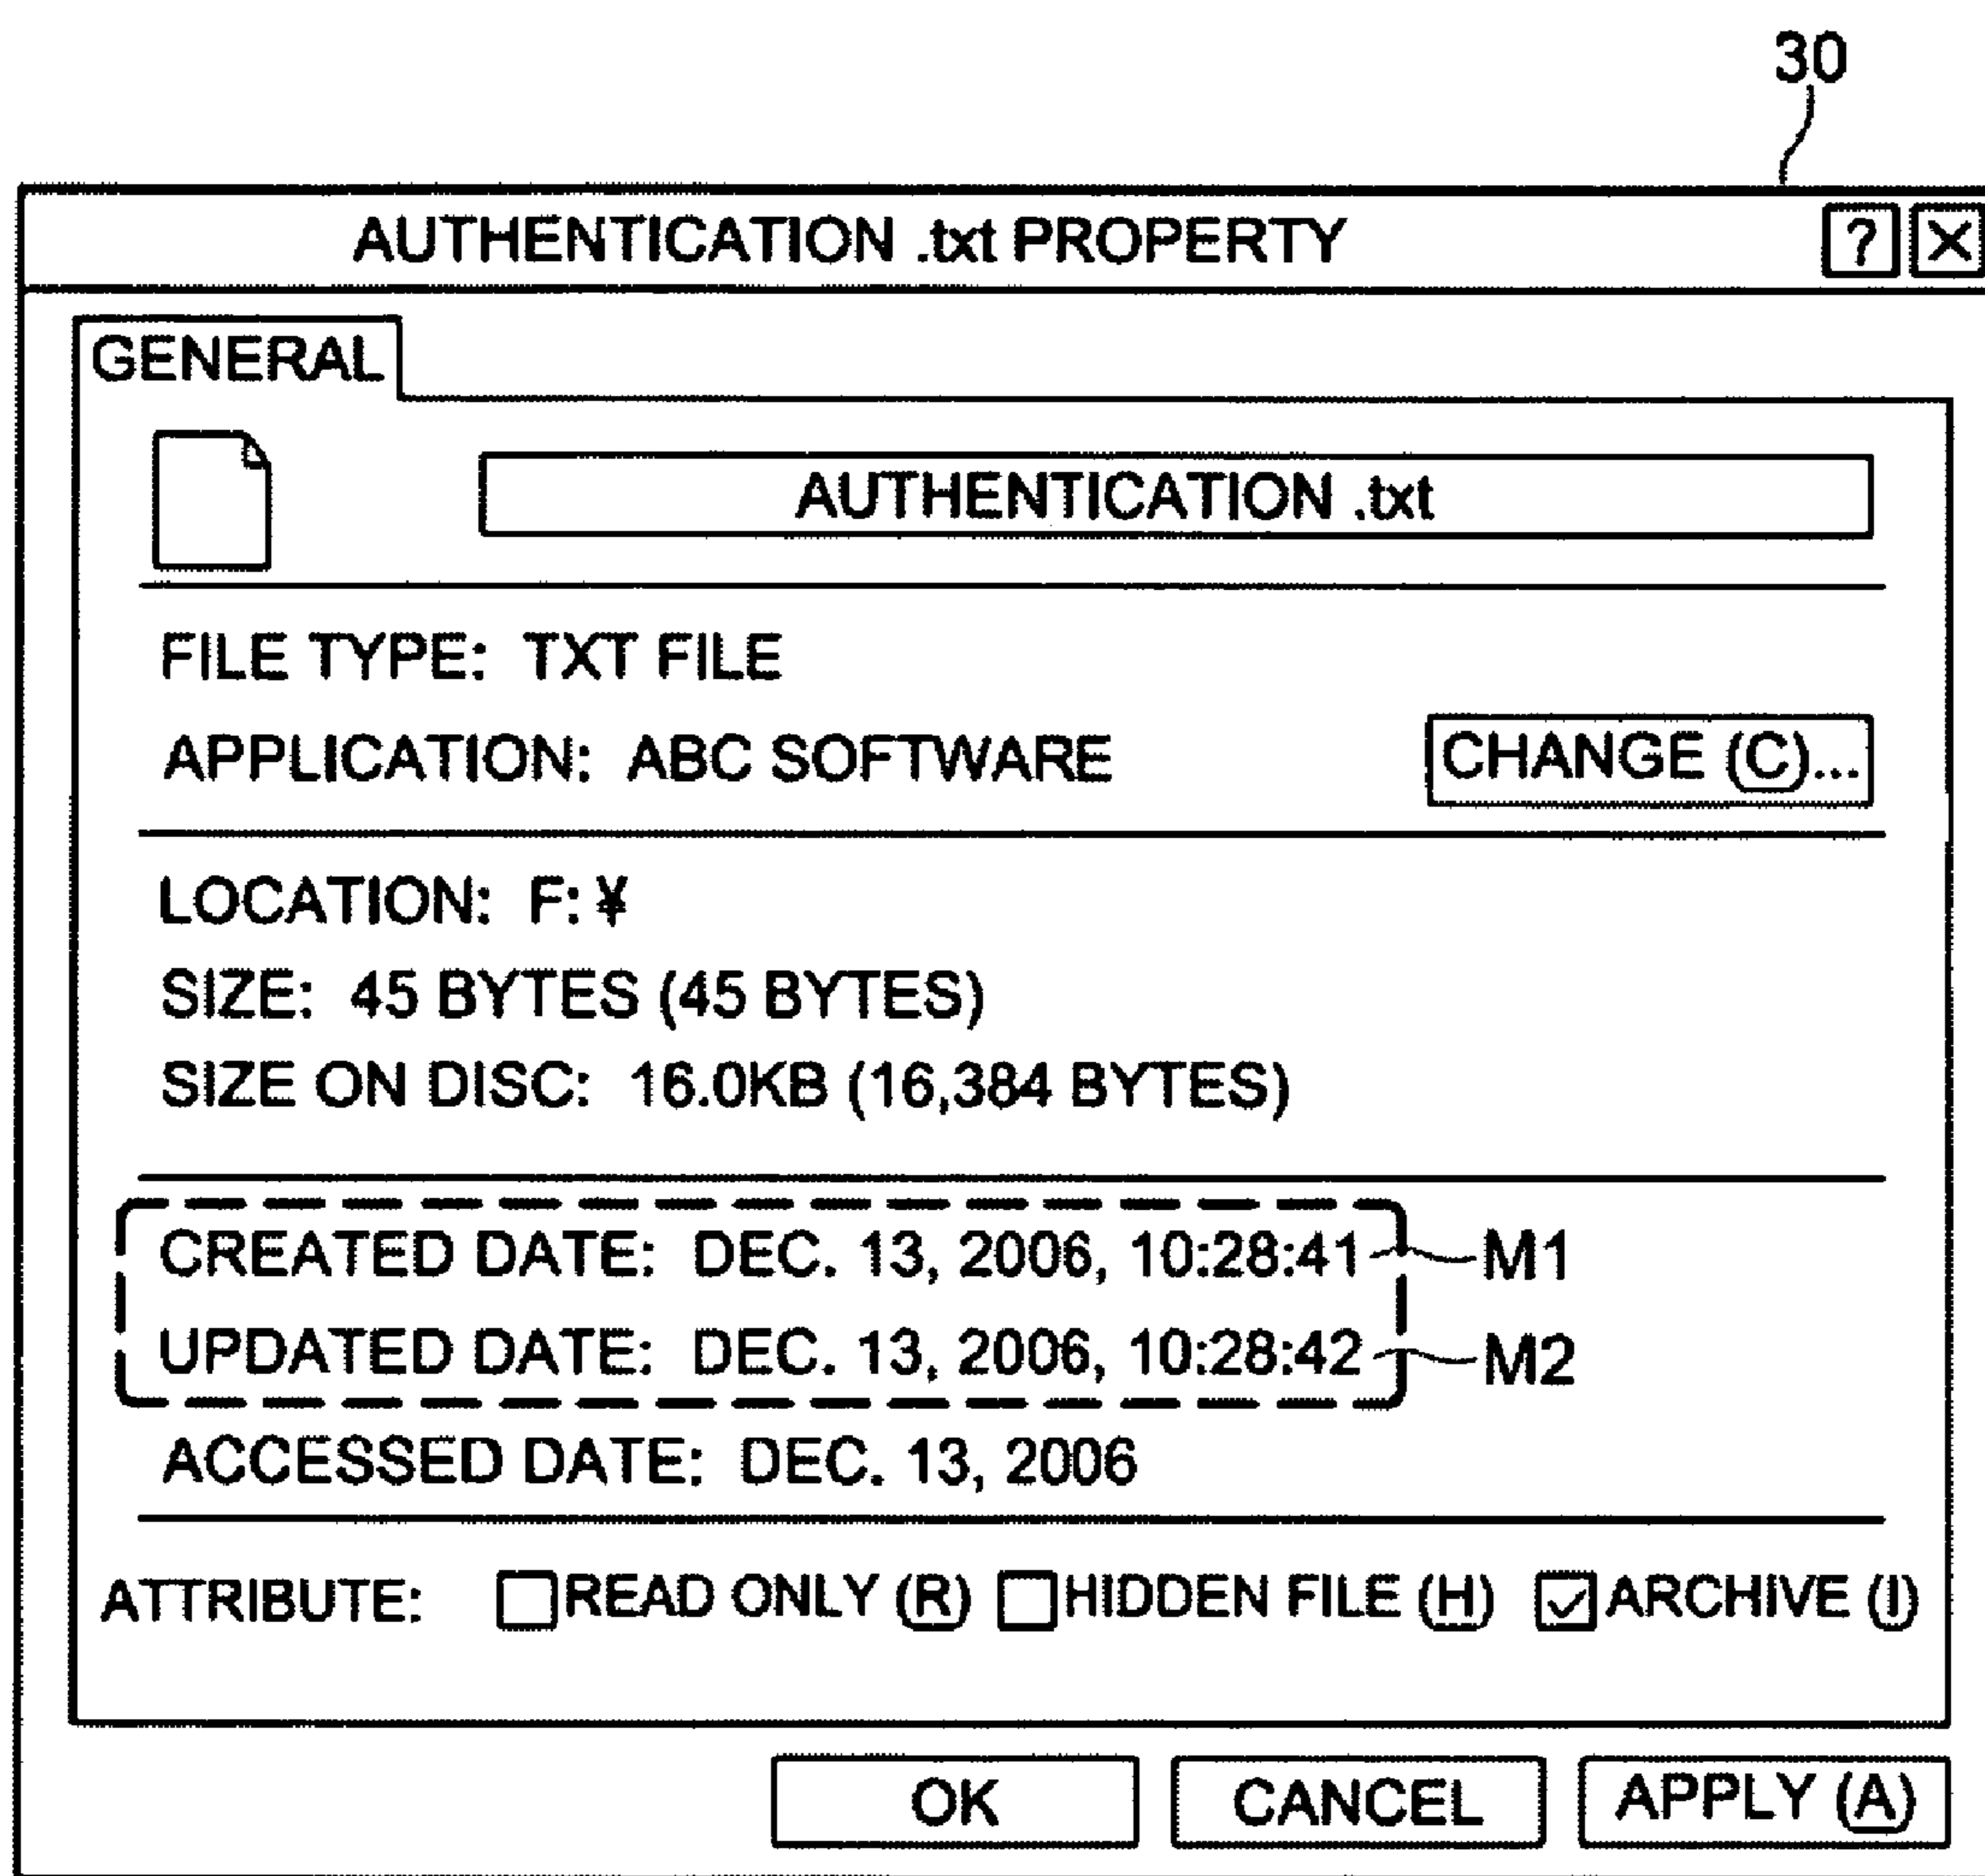 30
AUTHENTICATION .txt PROPERTY ? X
GENERAL
AUTHENTICATION .txt
FILE TYPE: TXT FILE
APPLICATION: ABC SOFTWARE CHANGE (C)...
LOCATION: F:¥
SIZE: 45 BYTES (45 BYTES)
SIZE ON DISC: 16.0KB (16,384 BYTES)
CREATED DATE: DEC. 13, 2006, 10:28:41 M1
UPDATED DATE: DEC. 13, 2006, 10:28:42 M2
ACCESSED DATE: DEC. 13, 2006
ATTRIBUTE: READ ONLY (R) HIDDEN FILE (H) ARCHIVE (I)
OK CANCEL APPLY (A)